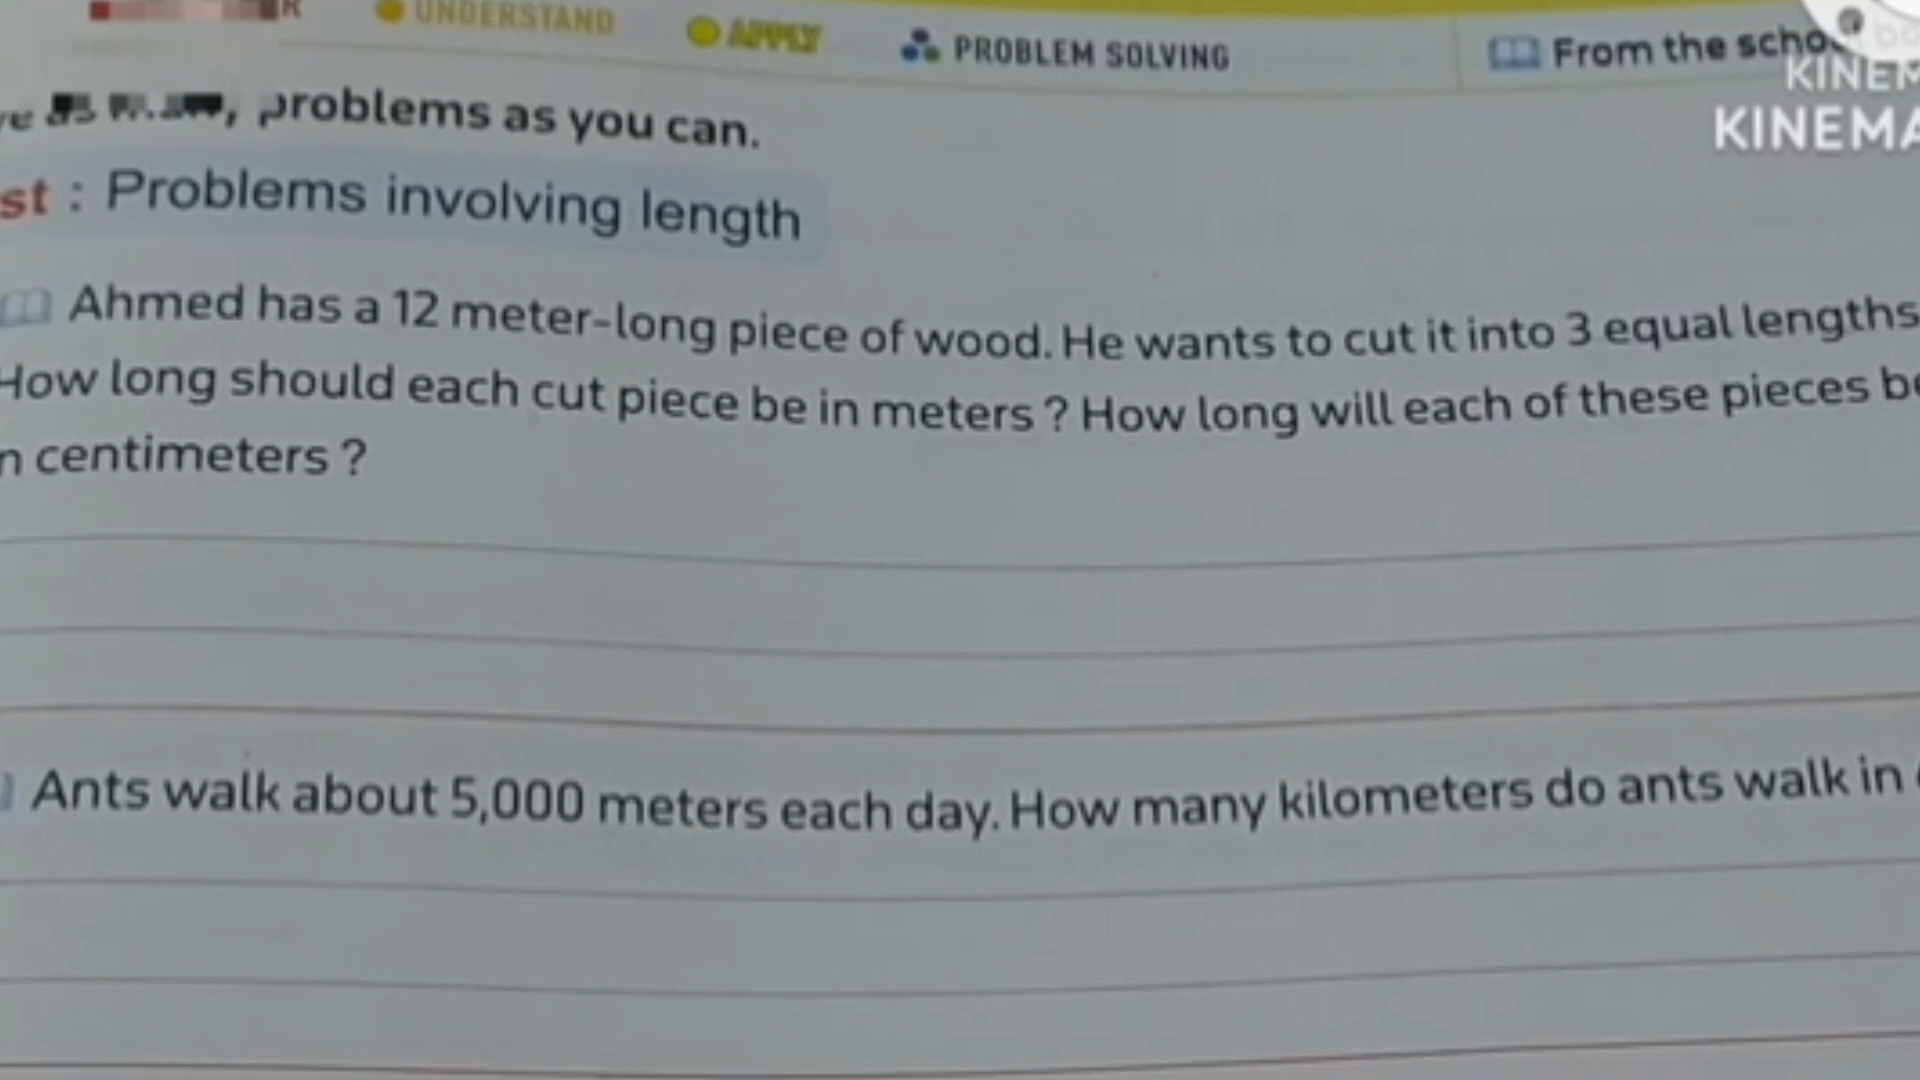 UNDERSTAND APPLY PROBLEM SOLVING From the
problems as you can.
st : Problems involving length
Ahmed has a 12 meter-long piece of wood. He wants to cut it into 3 equal lengths
How long should each cut piece be in meters ? How long will each of these pieces be
n centimeters ?
Ants walk about 5,000 meters each day. How many kilometers do ants walk in
KINEM
KINEMA